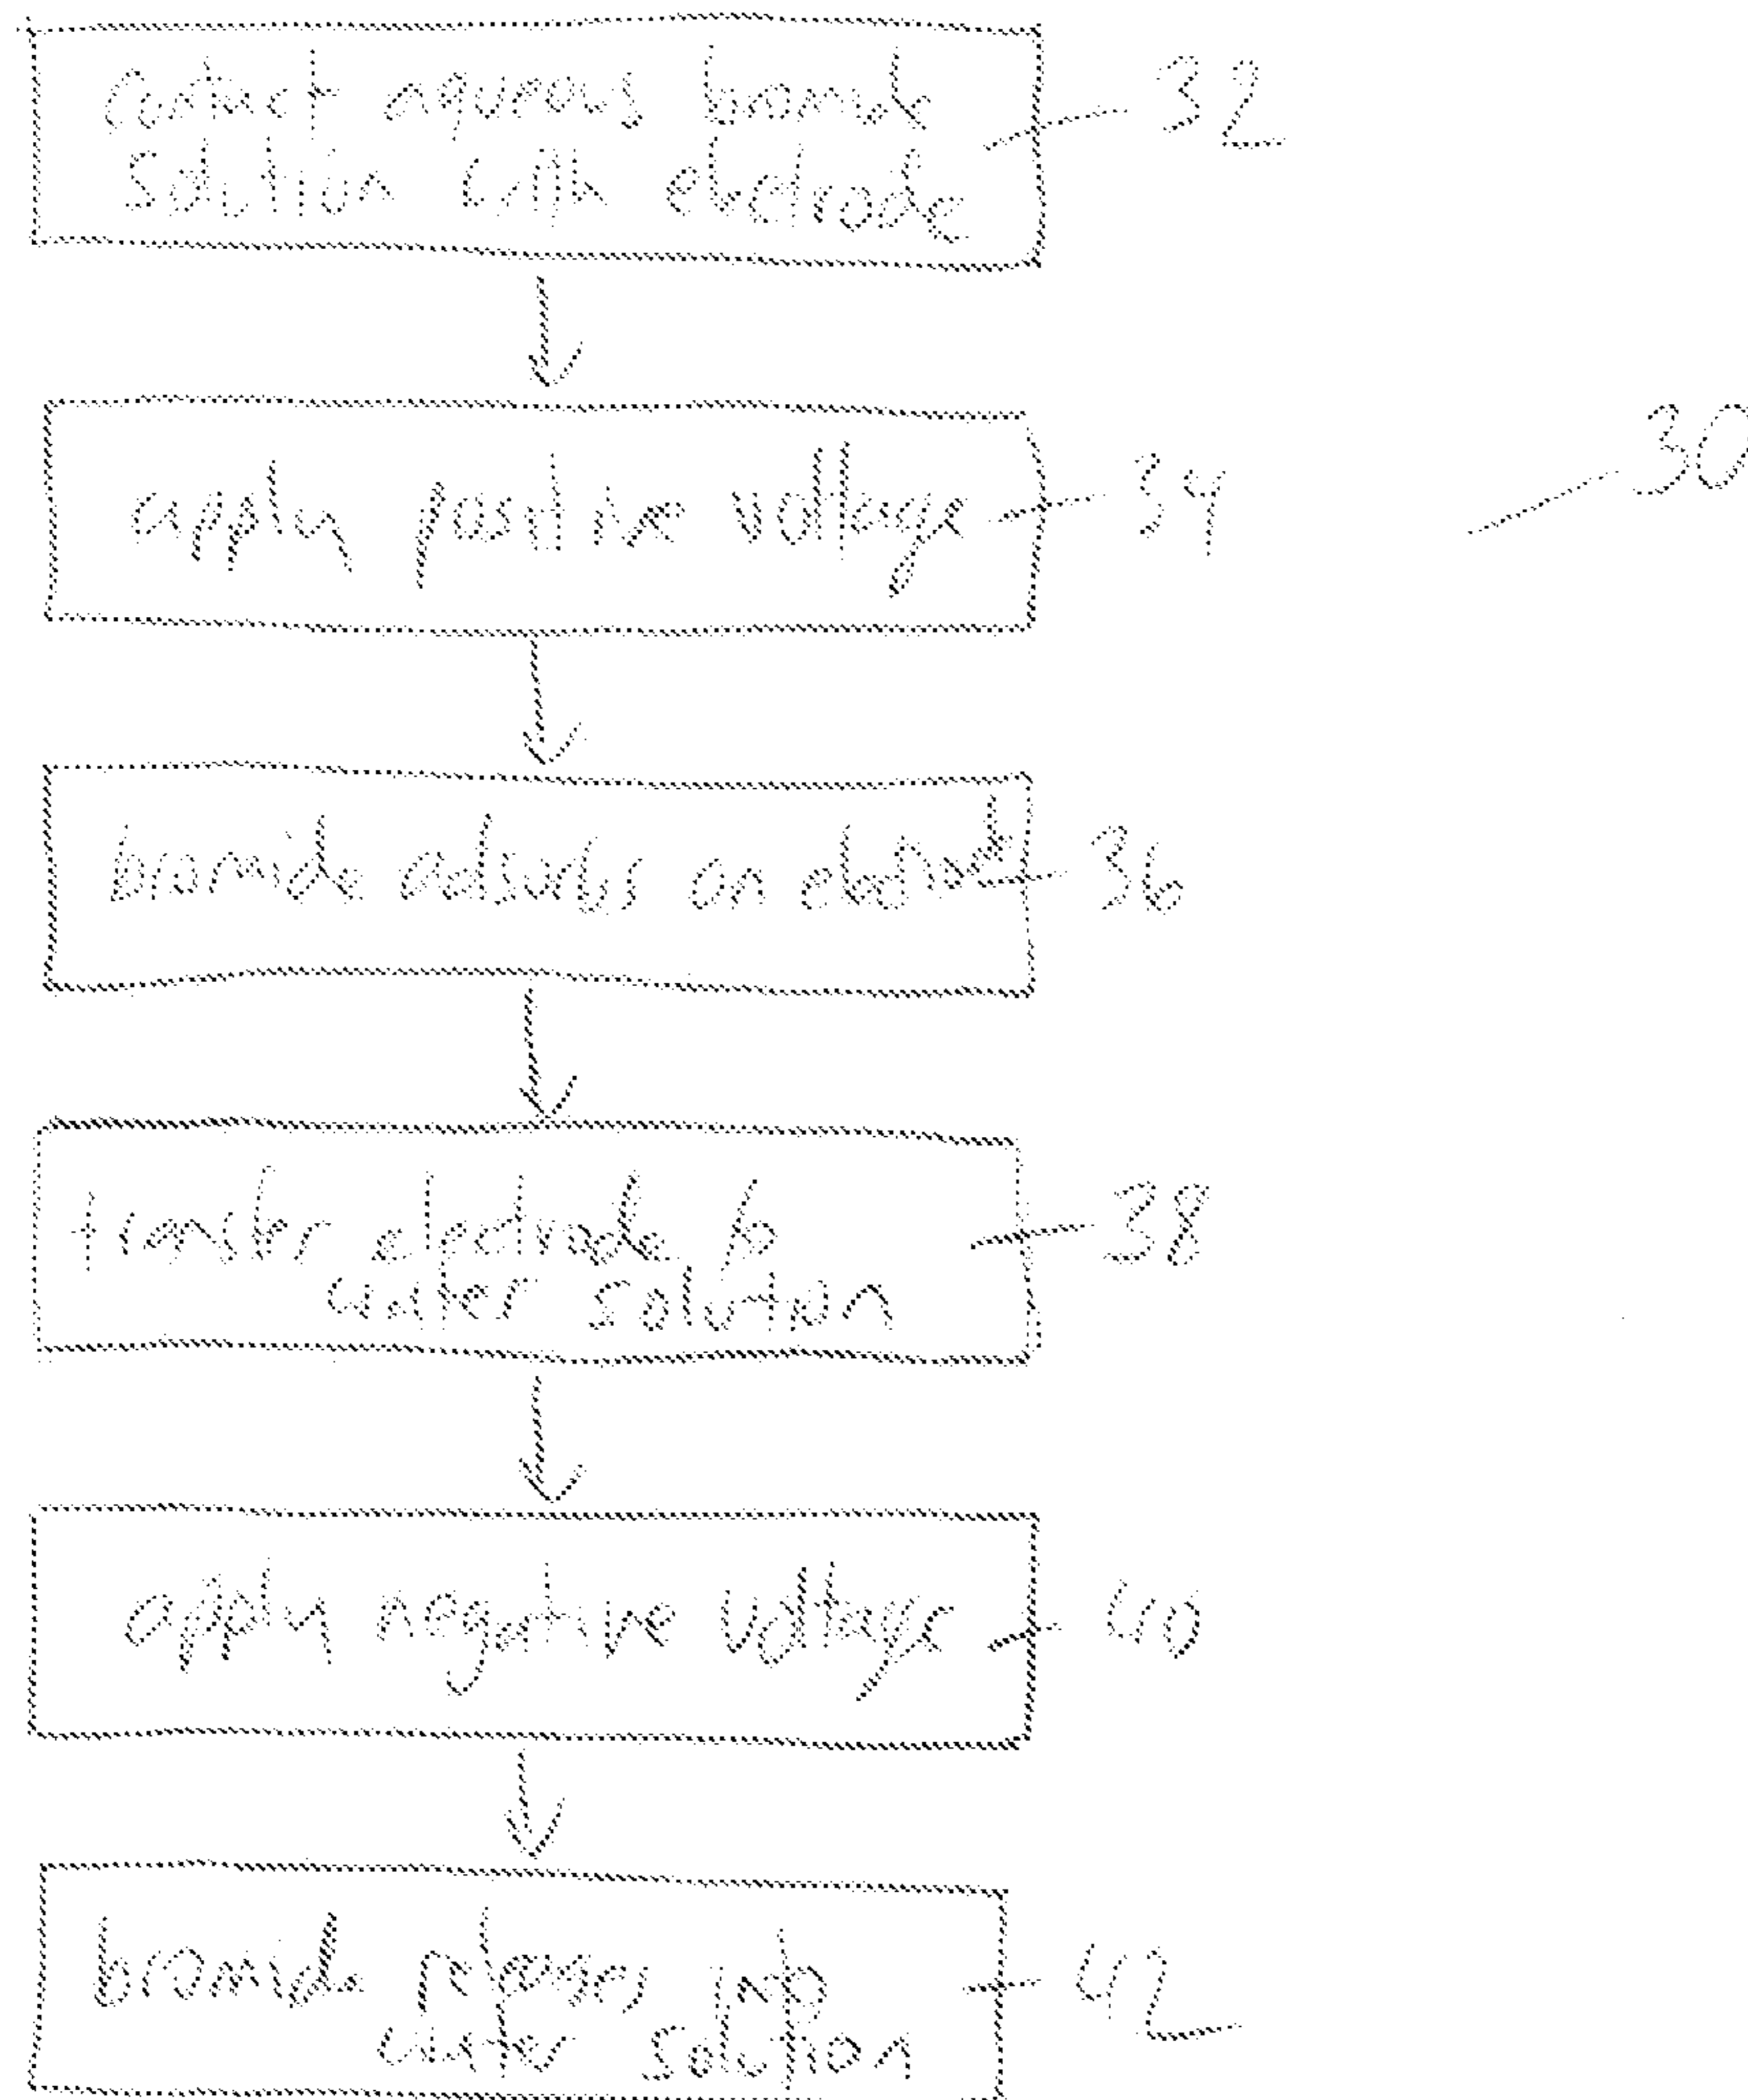 contact aqueous bromide
solution with electrode
32
apply positive voltage
34
30
bromide adsorbs on electrode
36
transfer electrode to
water solution
38
apply negative voltage
40
bromide releases into
water solution
42